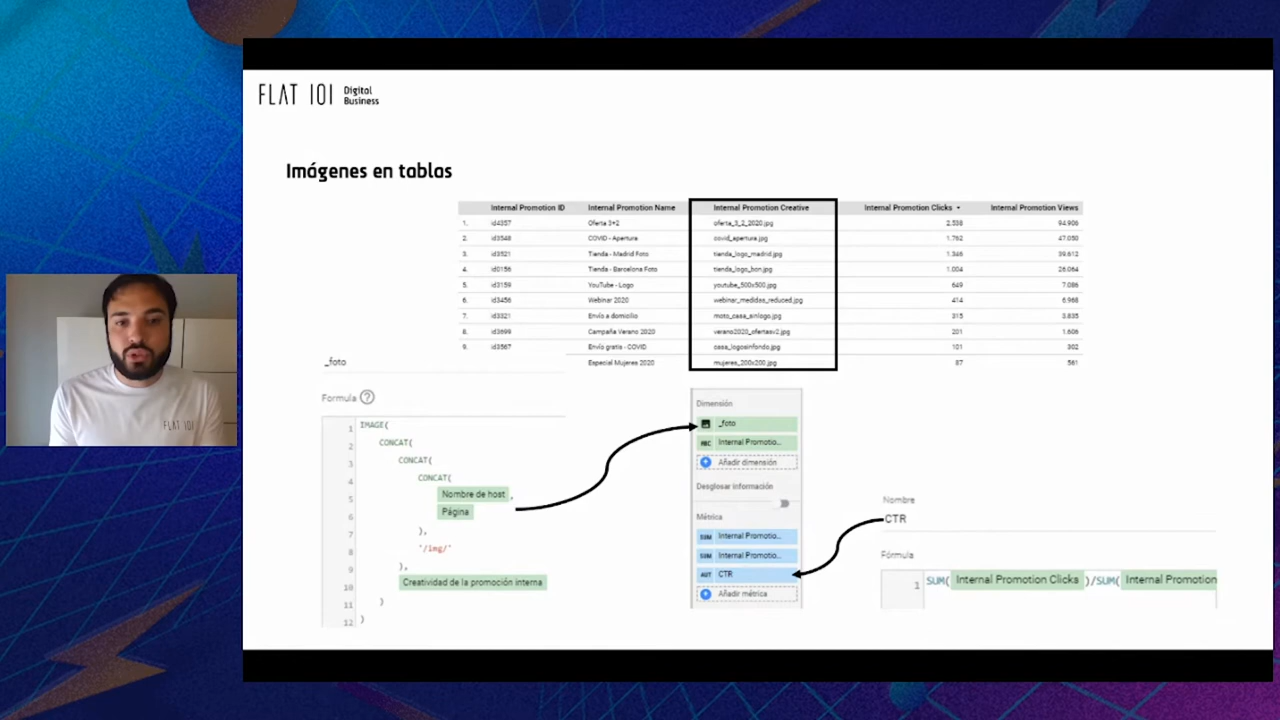 FLAT 101 Digital Business
Imágenes en tablas
Internal Promotion ID Internal Promotion Name Internal Promotion Creative Internal Promotion Clicks Internal Promotion Views
1. id4357 Oferta 3+2 oferta_3_2_2020.jpg 2.538 94.906
2. id3548 COVID - Apertura covid_apertura.jpg 1.762 47.050
3. id3521 Tienda - Madrid Foto tienda_logo_madrid.jpg 1.346 39.612
4. id0156 Tienda - Barcelona Foto tienda_logo_bcn.jpg 1.004 26.064
5. id3159 YouTube - Logo youtube_500x500.jpg 649 7.086
6. id3456 Webinar 2020 webinar_medidas_reduced.jpg 414 6.968
7. id3321 Envío a domicilio moto_casa_sinlogo.jpg 315 3.835
8. id3699 Campaña Verano 2020 verano2020_ofertasv2.jpg 201 1.606
9. id3567 Envío gratis - COVID casa_logosinfondo.jpg 101 302
Especial Mujeres 2020 mujeres_200x200.jpg 87 561
_foto
Formula ?
1 IMAGE(
2 CONCAT(
3 CONCAT(
4 CONCAT(
5 Nombre de host ,
6 Página
7 ),
8 '/img/'
9 ),
10 Creatividad de la promoción interna
11 )
12 )
Dimensión
_foto
ABC Internal Promotio...
Añadir dimensión
Desglosar información
Métrica
SUM Internal Promotio...
SUM Internal Promotio...
AUT CTR
Añadir métrica
Nombre
CTR
Fórmula
1 SUM( Internal Promotion Clicks )/SUM( Internal Promotion
FLAT 101